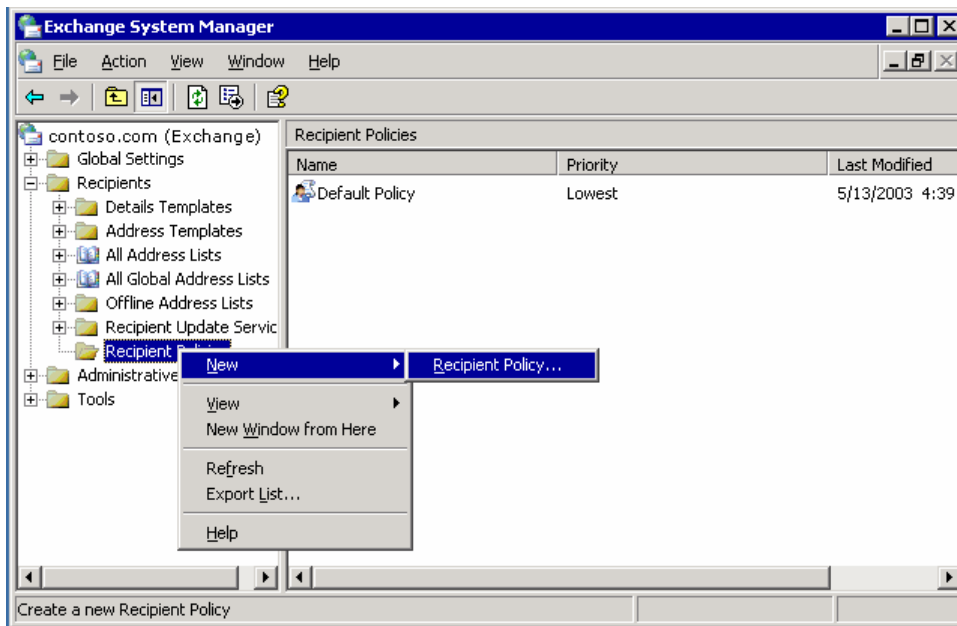 Exchange System Manager
File Action View Window Help
contoso.com (Exchange)
Global Settings
Recipients
Details Templates
Address Templates
All Address Lists
All Global Address Lists
Offline Address Lists
Recipient Update Servic
Recipient
Administrative
Tools
Recipient Policies
Name Priority Last Modified
Default Policy Lowest 5/13/2003 4:39
New
View
New Window from Here
Refresh
Export List...
Help
Recipient Policy...
Create a new Recipient Policy